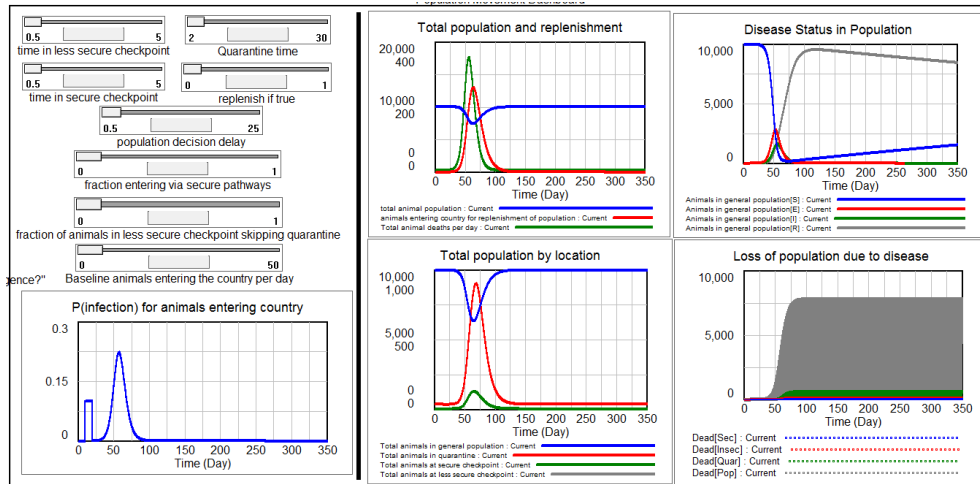 Population Movement Dashboard
0.5 5
time in less secure checkpoint
2 30
Quarantine time
0.5 5
time in secure checkpoint
0 1
replenish if true
0.5 25
population decision delay
0 1
fraction entering via secure pathways
0 1
fraction of animals in less secure checkpoint skipping quarantine
0 50
Baseline animals entering the country per day
gence?"
P(infection) for animals entering country
0.3
0.15
0
0 50 100 150 200 250 300 350
Time (Day)
Total population and replenishment
20,000
400
10,000
200
0
0
0 50 100 150 200 250 300 350
Time (Day)
total animal population : Current
animals entering country for replenishment of population : Current
Total animal deaths per day : Current
Disease Status in Population
10,000
5,000
0
0 50 100 150 200 250 300 350
Time (Day)
Animals in general population[S] : Current
Animals in general population[E] : Current
Animals in general population[I] : Current
Animals in general population[R] : Current
Total population by location
10,000
1,000
5,000
500
0
0
0 50 100 150 200 250 300 350
Time (Day)
Total animals in general population : Current
Total animals in quarantine : Current
Total animals at secure checkpoint : Current
Total animals at less secure checkpoint : Current
Loss of population due to disease
10,000
5,000
0
0 50 100 150 200 250 300 350
Time (Day)
Dead[Sec] : Current
Dead[Insec] : Current
Dead[Quar] : Current
Dead[Pop] : Current